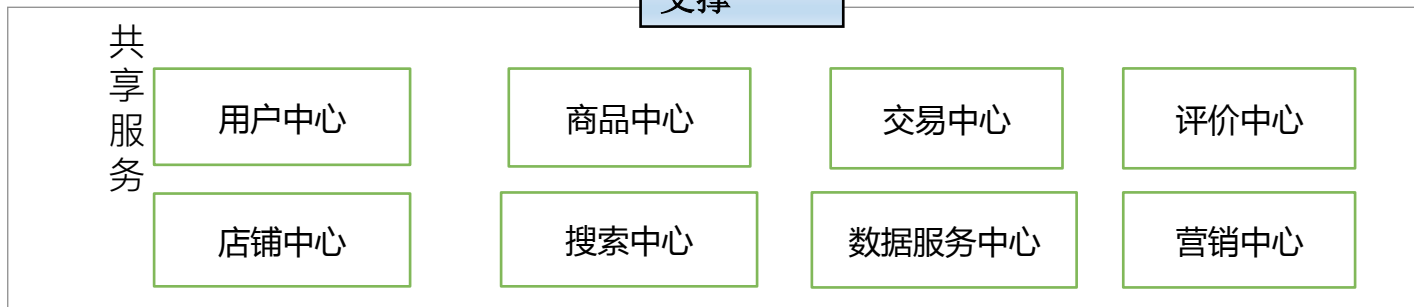 支撑
共享服务
用户中心
商品中心
交易中心
评价中心
店铺中心
搜索中心
数据服务中心
营销中心